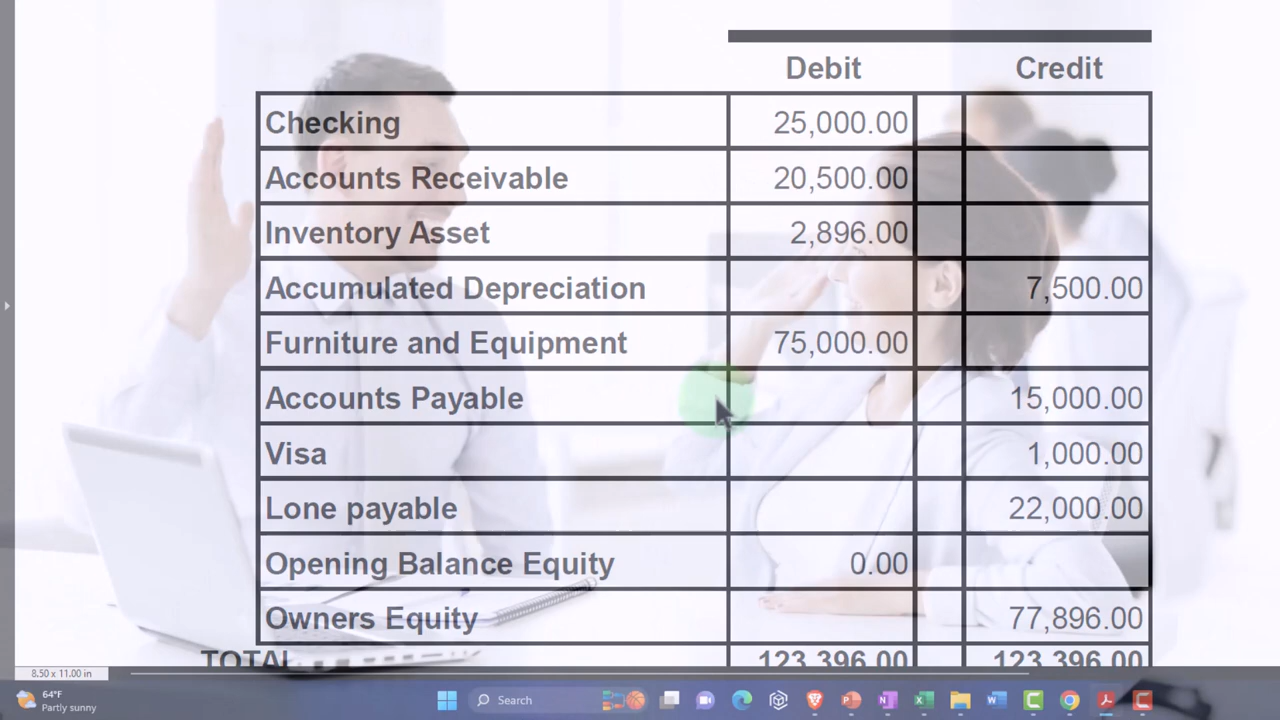 Debit Credit
Checking 25,000.00
Accounts Receivable 20,500.00
Inventory Asset 2,896.00
Accumulated Depreciation 7,500.00
Furniture and Equipment 75,000.00
Accounts Payable 15,000.00
Visa 1,000.00
Lone payable 22,000.00
Opening Balance Equity 0.00
Owners Equity 77,896.00
TOTAL 123,396.00 123,396.00
8.50 x 11.00 in
64°F
Partly sunny
Search